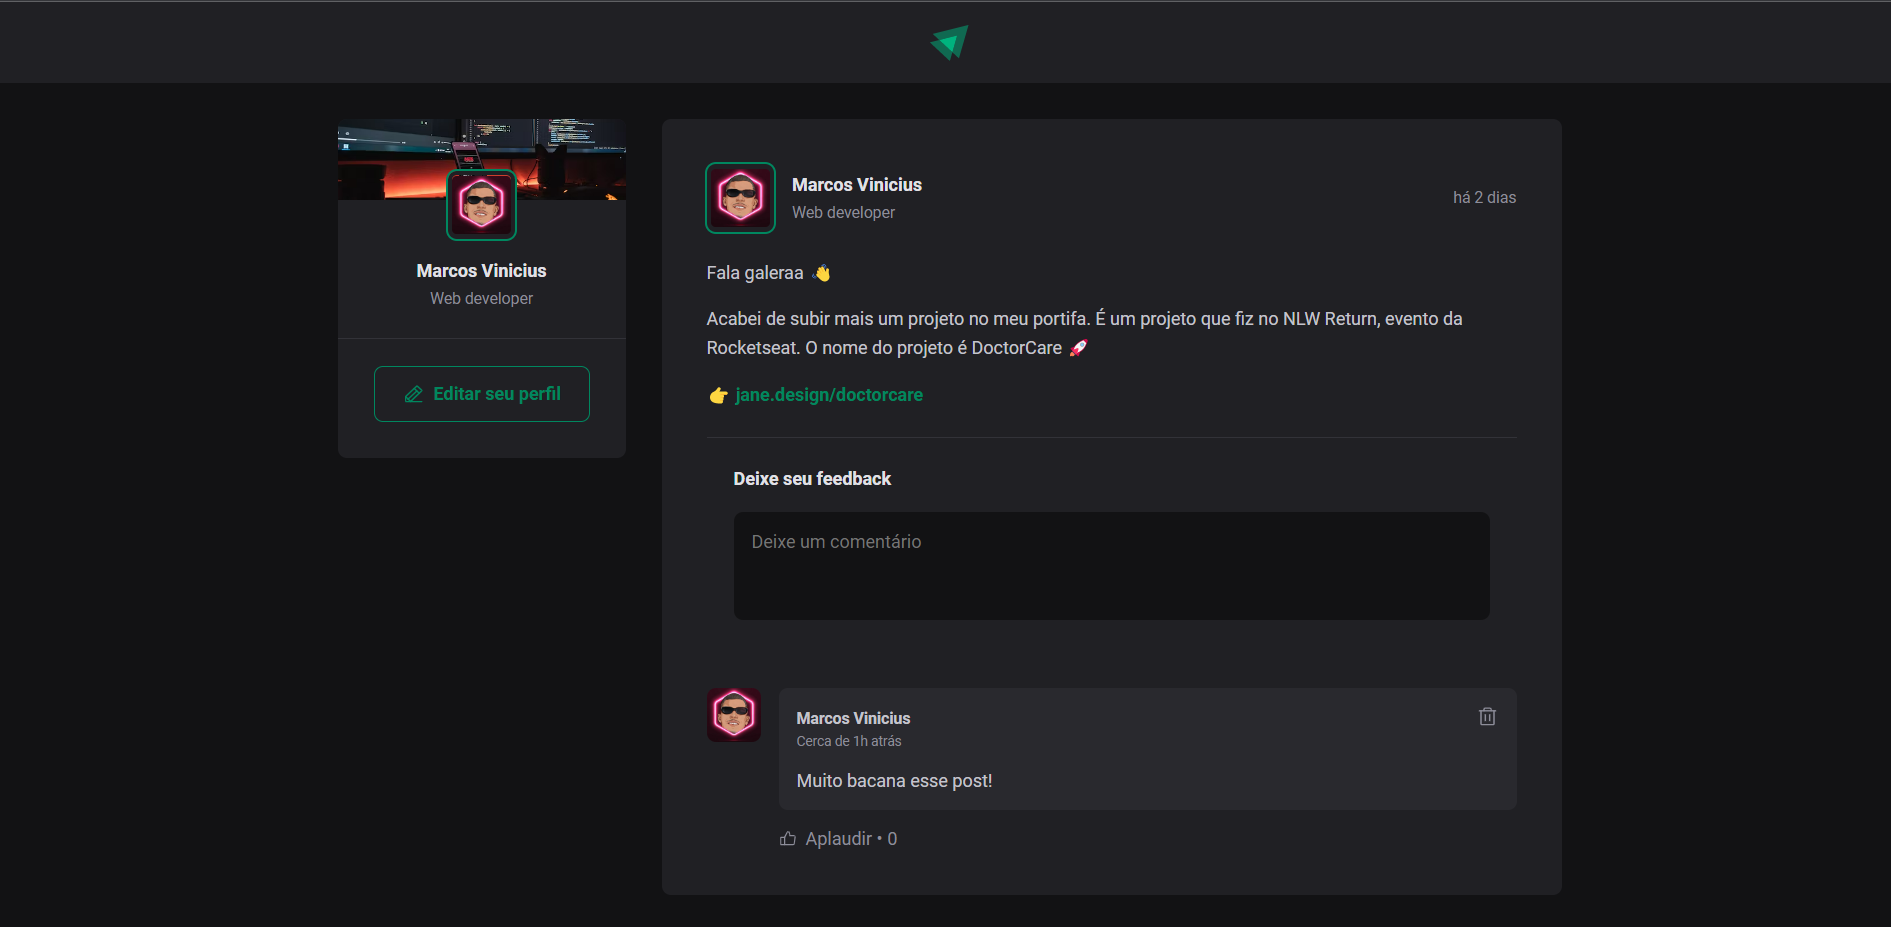 Marcos Vinicius
Web developer
Editar seu perfil
Marcos Vinicius
Web developer
há 2 dias
Fala galeraa 👋
Acabei de subir mais um projeto no meu portifa. É um projeto que fiz no NLW Return, evento da
Rocketseat. O nome do projeto é DoctorCare 🚀
👉 jane.design/doctorcare
Deixe seu feedback
Deixe um comentário
Marcos Vinicius
Cerca de 1h atrás
Muito bacana esse post!
Aplaudir • 0